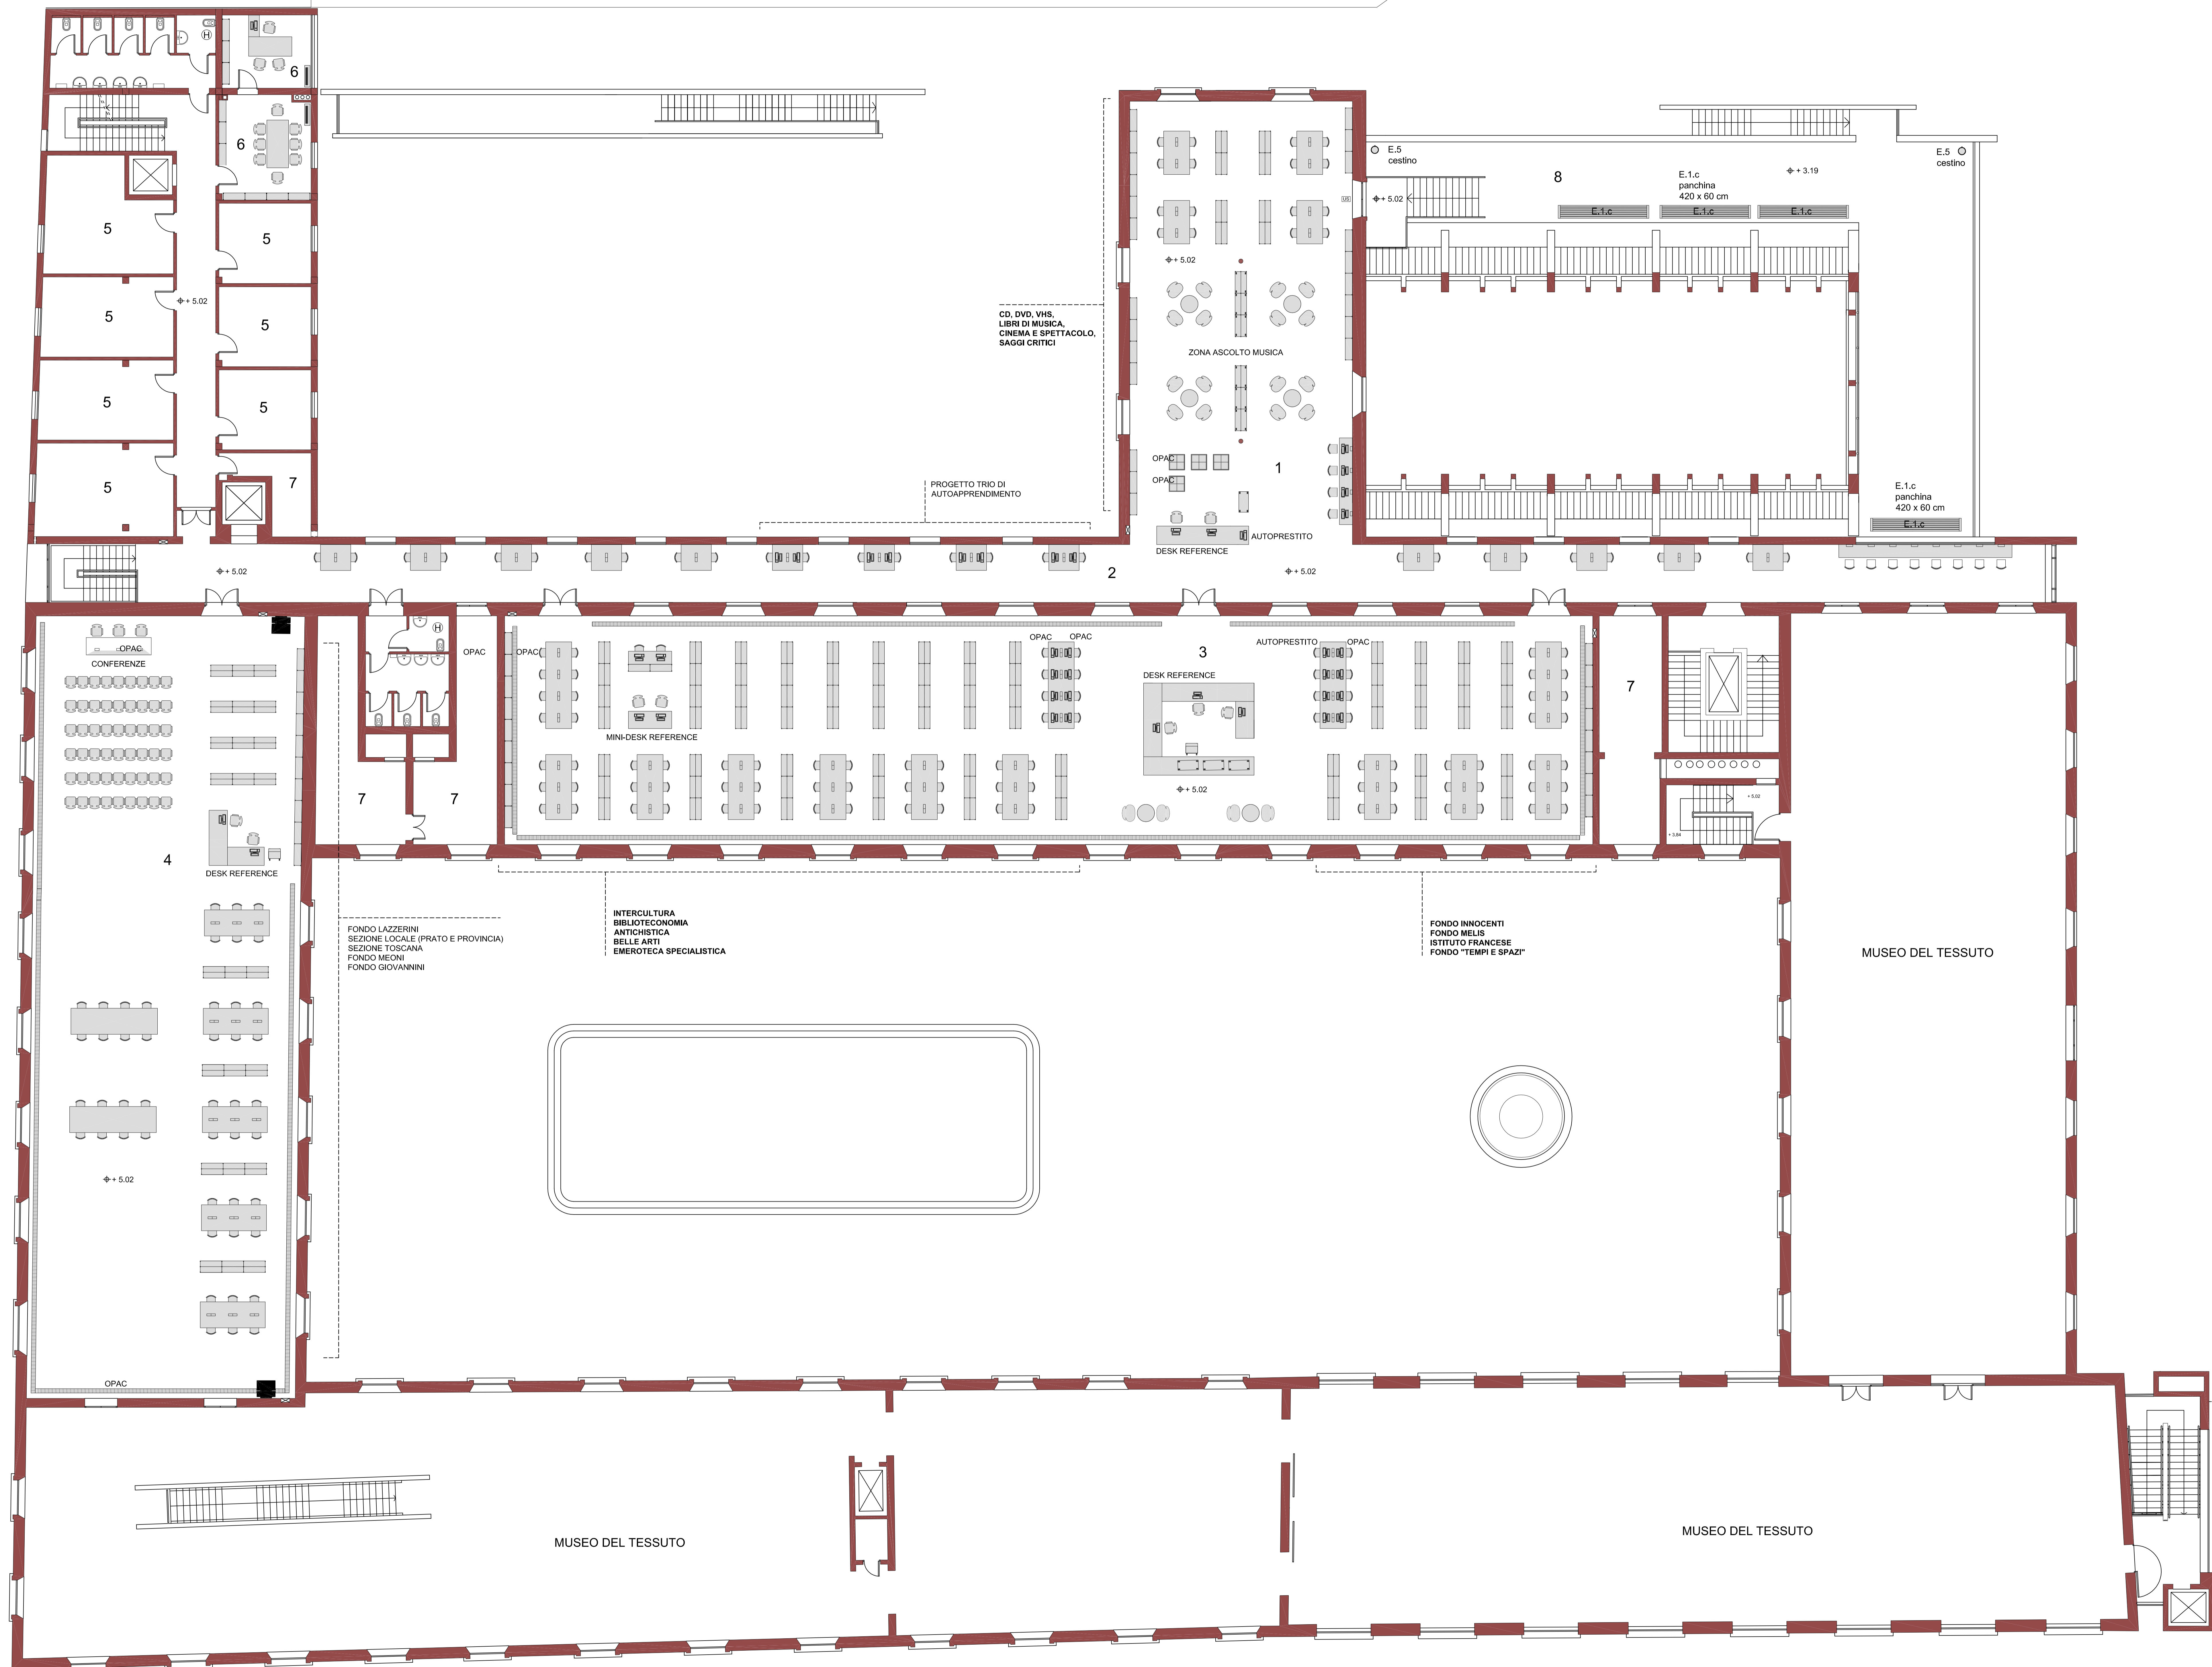 H
6
6
5
5
5
5
5
5
5
7
+ 5.02
+ 5.02
CD, DVD, VHS,
LIBRI DI MUSICA,
CINEMA E SPETTACOLO,
SAGGI CRITICI
+ 5.02
ZONA ASCOLTO MUSICA
OPAC
OPAC
1
AUTOPRESTITO
DESK REFERENCE
PROGETTO TRIO DI
AUTOAPPRENDIMENTO
E.5
cestino
8
E.1.c
panchina
420 x 60 cm
E.1.c
E.1.c
E.1.c
+ 3.19
E.5
cestino
US
+ 5.02
E.1.c
panchina
420 x 60 cm
E.1.c
2
+ 5.02
OPAC
CONFERENZE
4
DESK REFERENCE
+ 5.02
OPAC
H
OPAC
7
7
OPAC
MINI-DESK REFERENCE
OPAC
OPAC
3
DESK REFERENCE
AUTOPRESTITO
OPAC
+ 5.02
7
+ 5.02
+ 3.84
FONDO LAZZERINI
SEZIONE LOCALE (PRATO E PROVINCIA)
SEZIONE TOSCANA
FONDO MEONI
FONDO GIOVANNINI
INTERCULTURA
BIBLIOTECONOMIA
ANTICHISTICA
BELLE ARTI
EMEROTECA SPECIALISTICA
FONDO INNOCENTI
FONDO MELIS
ISTITUTO FRANCESE
FONDO "TEMPI E SPAZI"
MUSEO DEL TESSUTO
MUSEO DEL TESSUTO
MUSEO DEL TESSUTO